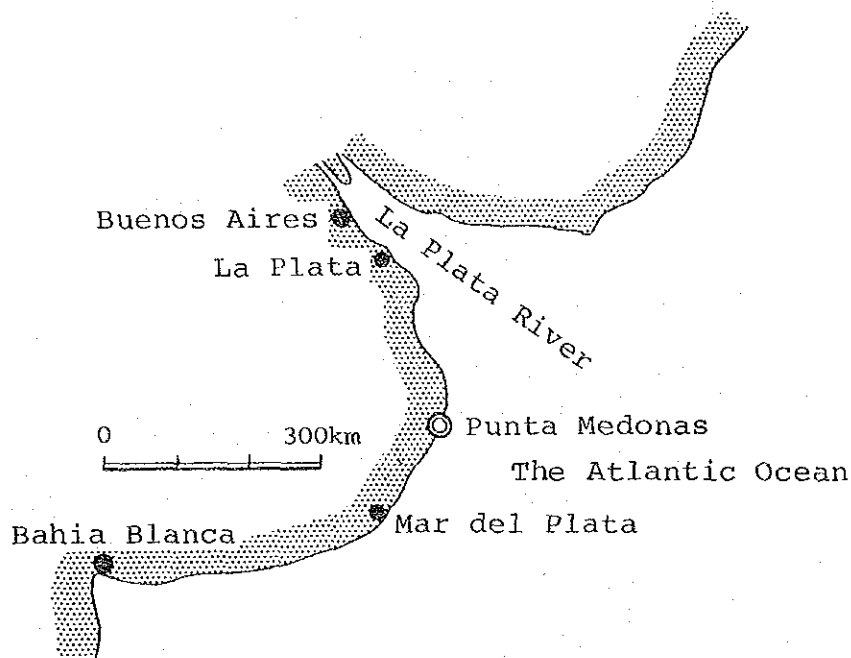 Buenos Aires
La Plata
La Plata River
0 300km
Punta Medonas
The Atlantic Ocean
Mar del Plata
Bahia Blanca